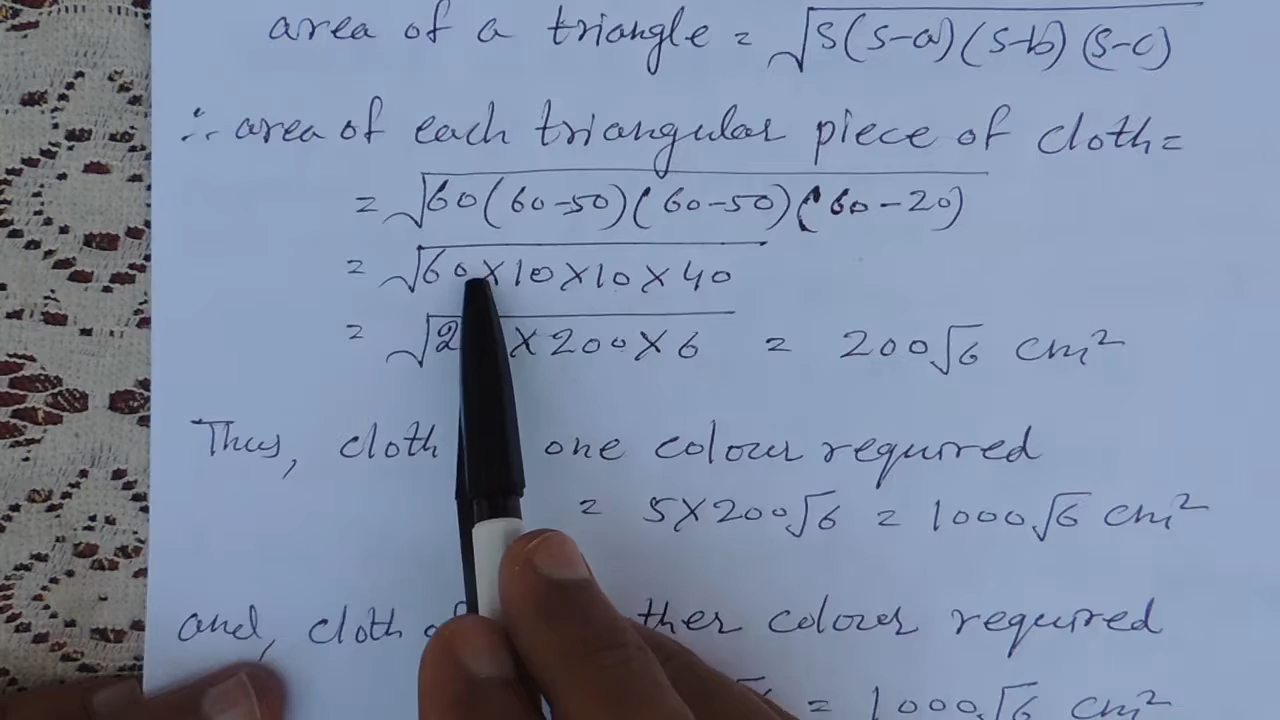 area of a triangle = √s(s-a)(s-b)(s-c)
∴ area of each triangular piece of cloth =
= √60(60-50)(60-50)(60-20)
= √60×10×10×40
= √2 ×200×6 = 200√6 cm²
Thus, cloth one colour required
= 5×200√6 = 1000√6 cm²
and, cloth ther colour required
= 1000√6 cm²